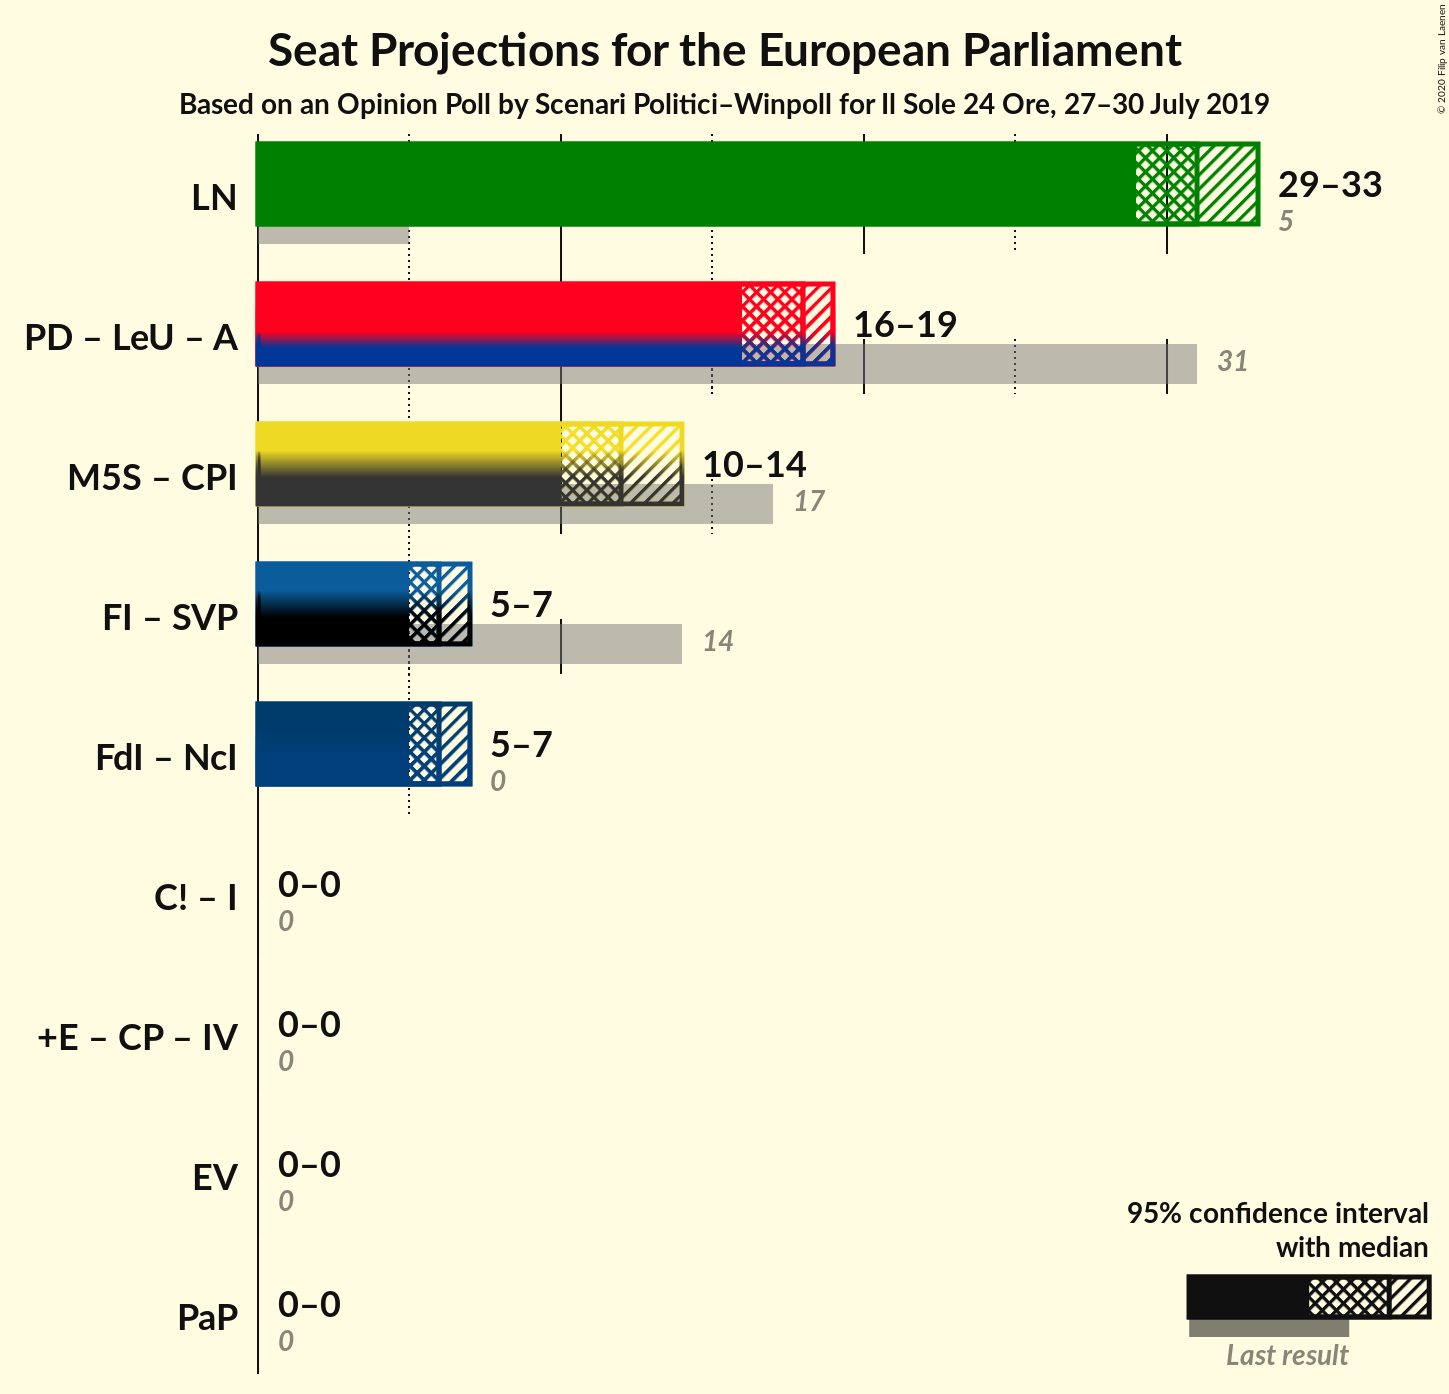 Seat Projections for the European Parliament
Based on an Opinion Poll by Scenari Politici–Winpoll for Il Sole 24 Ore, 27–30 July 2019
© 2020 Filip van Laenen
LN
29–33
5
PD – LeU – A
16–19
31
M5S – CPI
10–14
17
FI – SVP
5–7
14
FdI – NcI
5–7
0
C! – I
0–0
0
+E – CP – IV
0–0
0
EV
0–0
0
PaP
0–0
0
95% confidence interval
with median
Last result